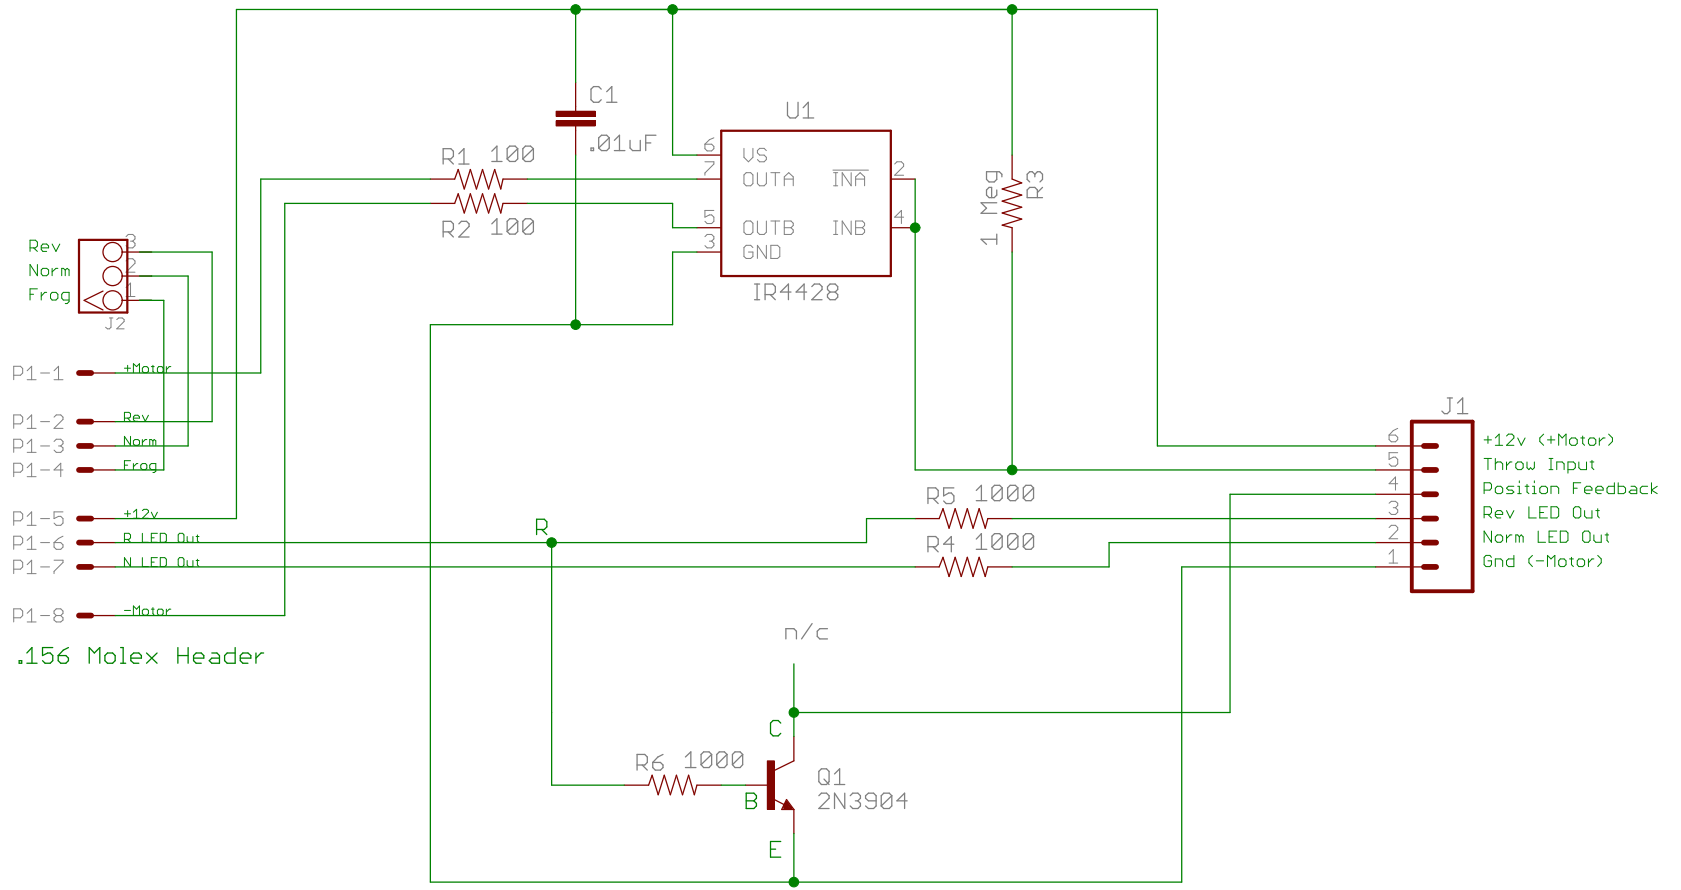 C1
.01uF
U1
R1 100
R2 100
6
7
5
3
VS
OUTA
OUTB
GND
INA
INB
2
4
IR4428
1 Meg
R3
Rev
Norm
Frog
3
2
1
J2
P1-1 +Motor
P1-2 Rev
P1-3 Norm
P1-4 Frog
P1-5 +12v
P1-6 R LED Out
P1-7 N LED Out
P1-8 -Motor
.156 Molex Header
R
R5 1000
R4 1000
J1
6 +12v (+Motor)
5 Throw Input
4 Position Feedback
3 Rev LED Out
2 Norm LED Out
1 Gnd (-Motor)
n/c
C
R6 1000
B
Q1
2N3904
E